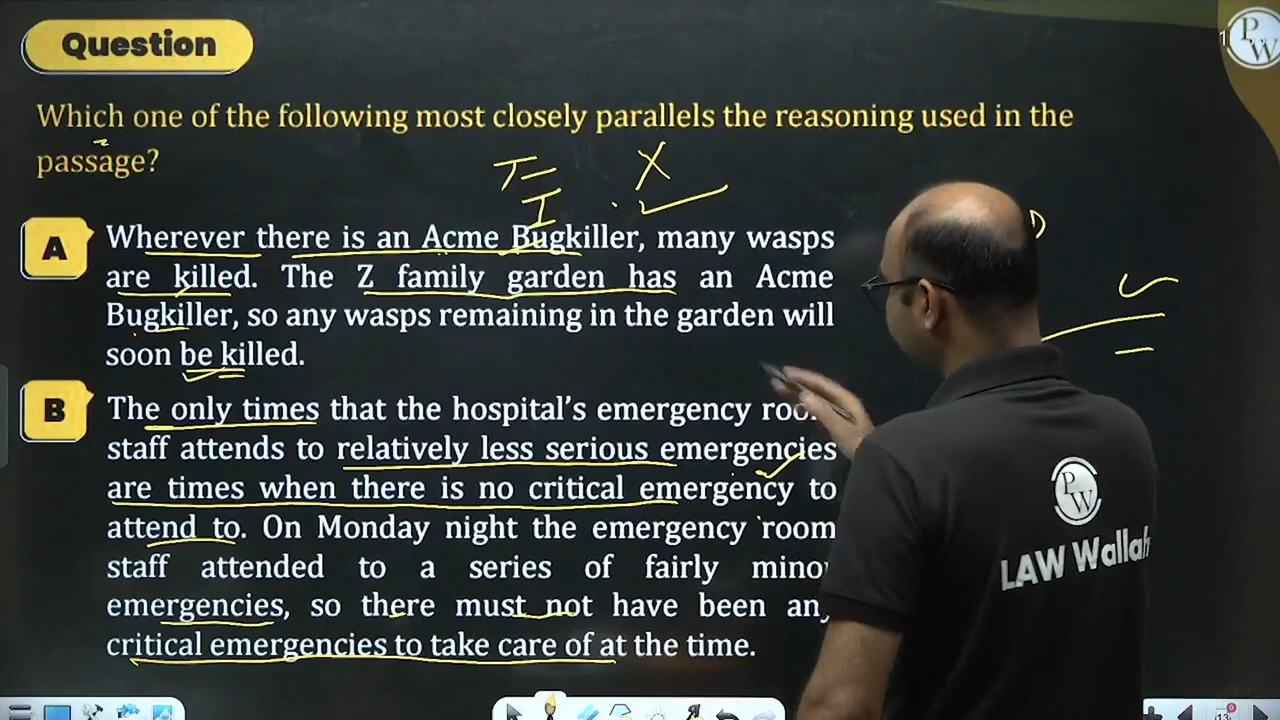 Question
PW
Which one of the following most closely parallels the reasoning used in the
passage?
T= X
I
A
Wherever there is an Acme Bugkiller, many wasps
are killed. The Z family garden has an Acme
Bugkiller, so any wasps remaining in the garden will
soon be killed.
B
The only times that the hospital's emergency
staff attends to relatively less serious emergencies
are times when there is no critical emergency to
attend to. On Monday night the emergency room
staff attended to a series of fairly
emergencies, so there must not have been
critical emergencies to take care of at the time.
PW
LAW Wallah